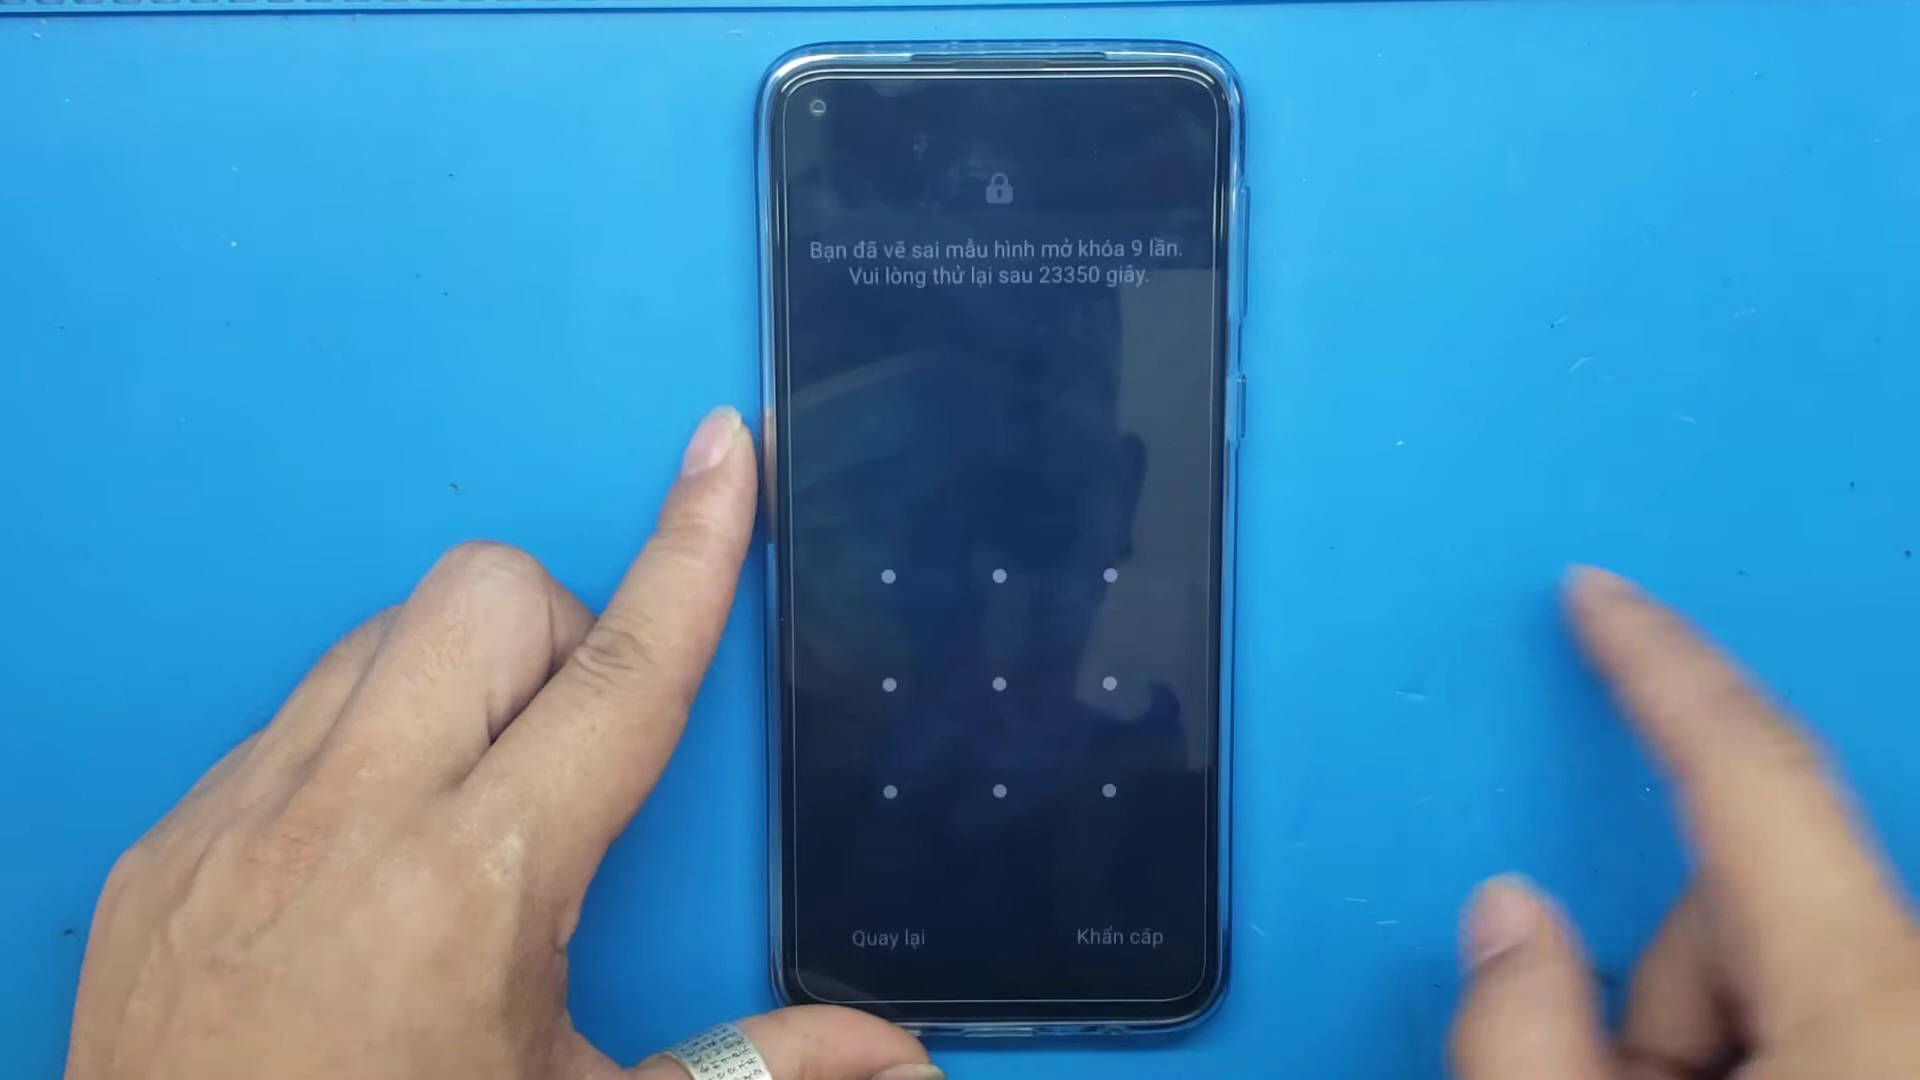 Bạn đã vẽ sai mẫu hình mở khóa 9 lần.
Vui lòng thử lại sau 23350 giây.
Quay lại
Khẩn cấp